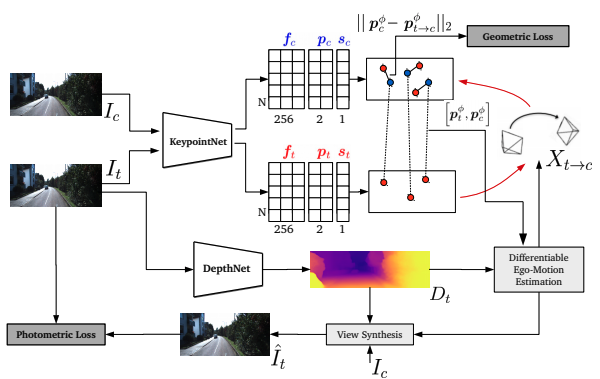 f_c p_c s_c
|| p_c^ϕ − p_{t→c}^ϕ ||_2
Geometric Loss
I_c
N
256 2 1
KeypointNet
[p_t^ϕ, p_c^ϕ]
I_t
f_t p_t s_t
X_{t→c}
N
256 2 1
DepthNet
D_t
Differentiable
Ego-Motion
Estimation
Photometric Loss
Î_t
View Synthesis
I_c